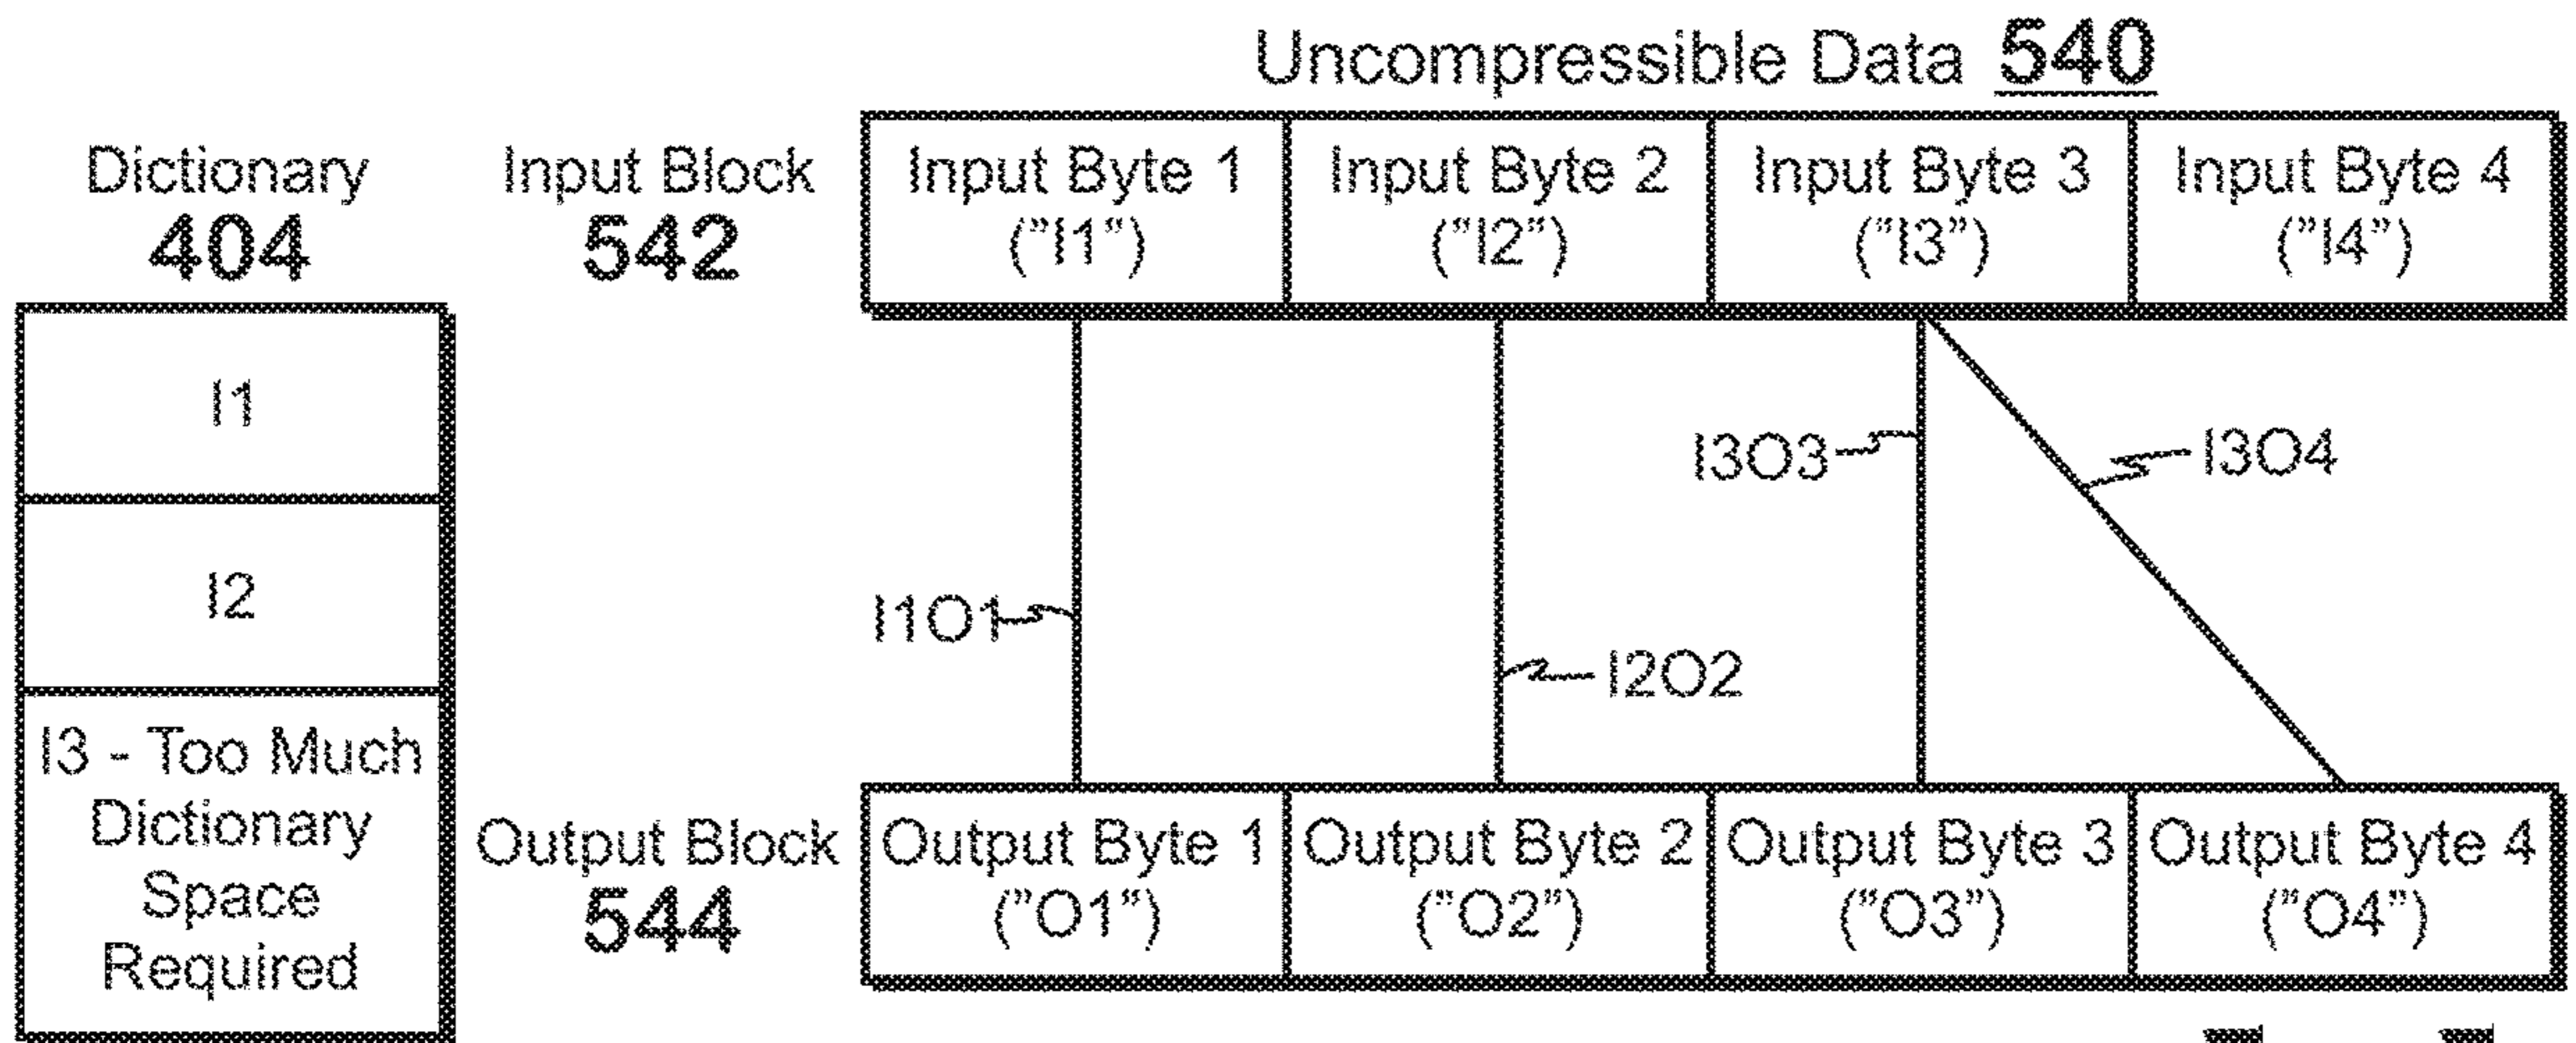 Uncompressible Data 540
Dictionary
404
Input Block
542
Input Byte 1
("I1")
Input Byte 2
("I2")
Input Byte 3
("I3")
Input Byte 4
("I4")
I1
I2
I3 - Too Much
Dictionary
Space
Required
I1O1
I2O2
I3O3
I3O4
Output Block
544
Output Byte 1
("O1")
Output Byte 2
("O2")
Output Byte 3
("O3")
Output Byte 4
("O4")